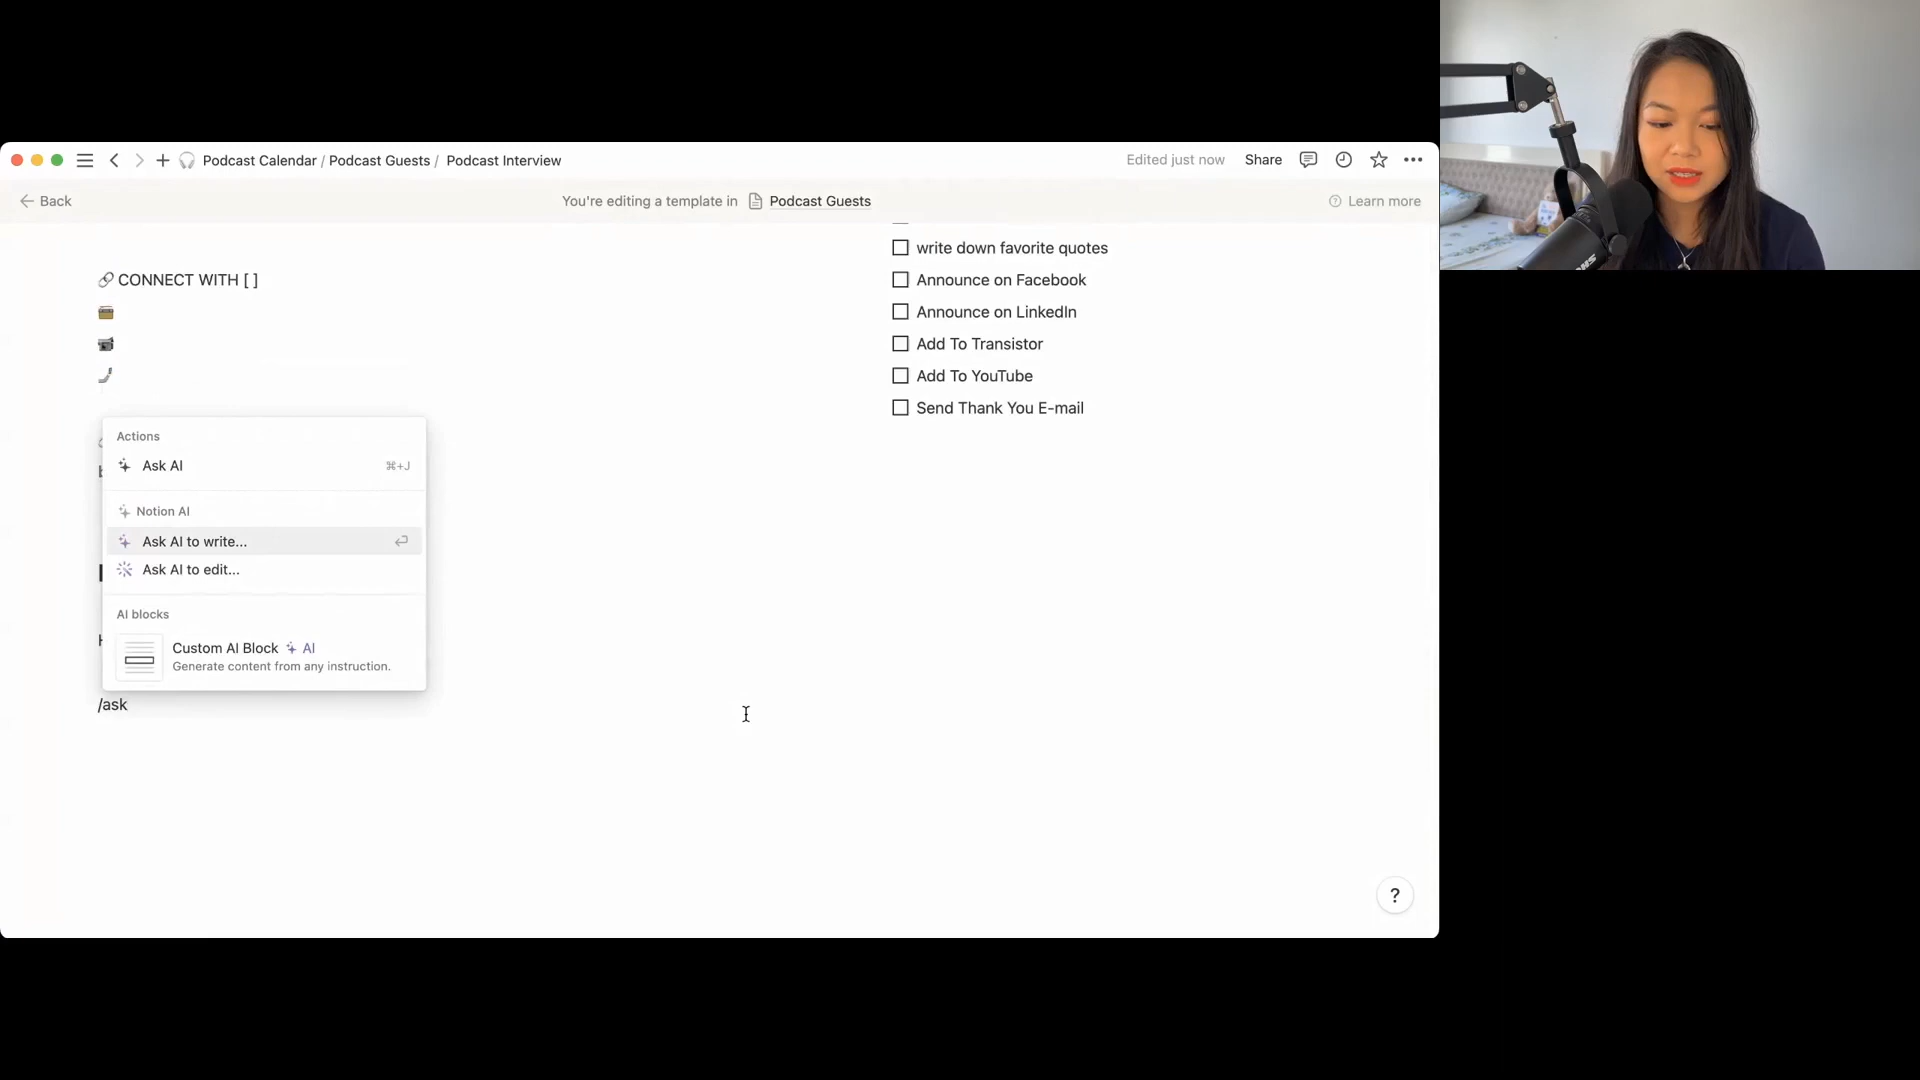 Podcast Calendar / Podcast Guests / Podcast Interview
Edited just now Share
Back
You're editing a template in Podcast Guests
Learn more
🔗 CONNECT WITH [ ]
write down favorite quotes
Announce on Facebook
Announce on LinkedIn
Add To Transistor
Add To YouTube
Send Thank You E-mail
Actions
Ask AI ⌘+J
Notion AI
Ask AI to write...
Ask AI to edit...
AI blocks
Custom AI Block AI
Generate content from any instruction.
/ask
?